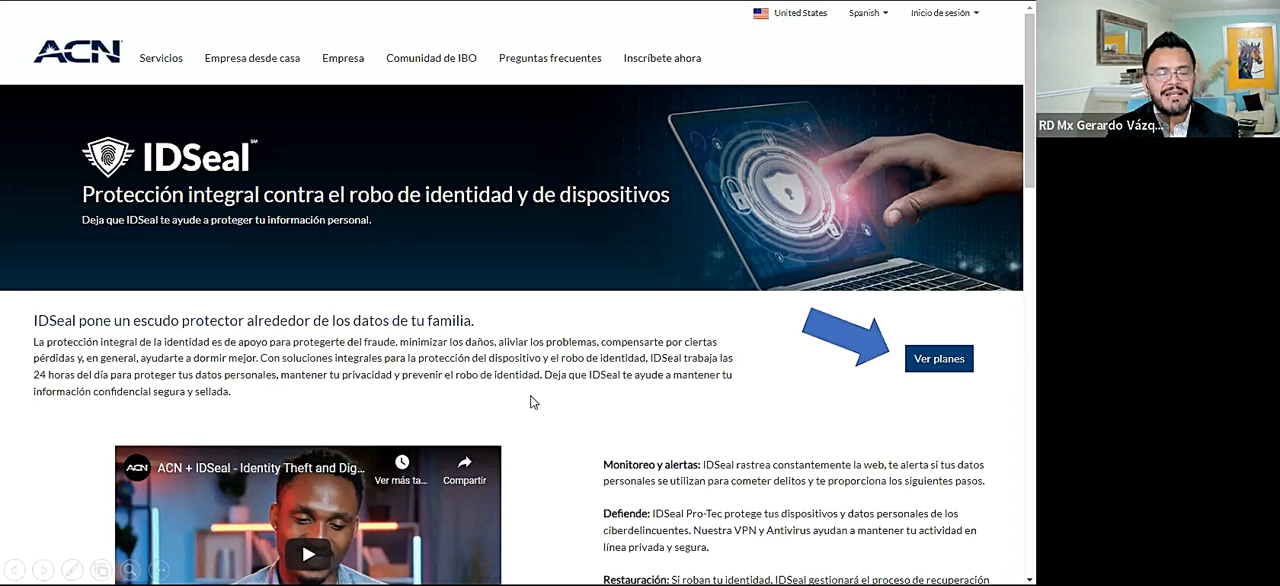 United States
Spanish
Inicio de sesión
ACN
Servicios
Empresa desde casa
Empresa
Comunidad de IBO
Preguntas frecuentes
Inscríbete ahora
IDSeal℠
Protección integral contra el robo de identidad y de dispositivos
Deja que IDSeal te ayude a proteger tu información personal.
RD Mx Gerardo Vázq...
IDSeal pone un escudo protector alrededor de los datos de tu familia.
La protección integral de la identidad es de apoyo para protegerte del fraude, minimizar los daños, aliviar los problemas, compensarte por ciertas
pérdidas y, en general, ayudarte a dormir mejor. Con soluciones integrales para la protección del dispositivo y el robo de identidad, IDSeal trabaja las
24 horas del día para proteger tus datos personales, mantener tu privacidad y prevenir el robo de identidad. Deja que IDSeal te ayude a mantener tu
información confidencial segura y sellada.
Ver planes
ACN
ACN + IDSeal - Identity Theft and Dig...
Ver más ta...
Compartir
Monitoreo y alertas: IDSeal rastrea constantemente la web, te alerta si tus datos
personales se utilizan para cometer delitos y te proporciona los siguientes pasos.
Defiende: IDSeal Pro-Tec protege tus dispositivos y datos personales de los
ciberdelincuentes. Nuestra VPN y Antivirus ayudan a mantener tu actividad en
línea privada y segura.
Restauración: Si roban tu identidad, IDSeal gestionará el proceso de recuperación